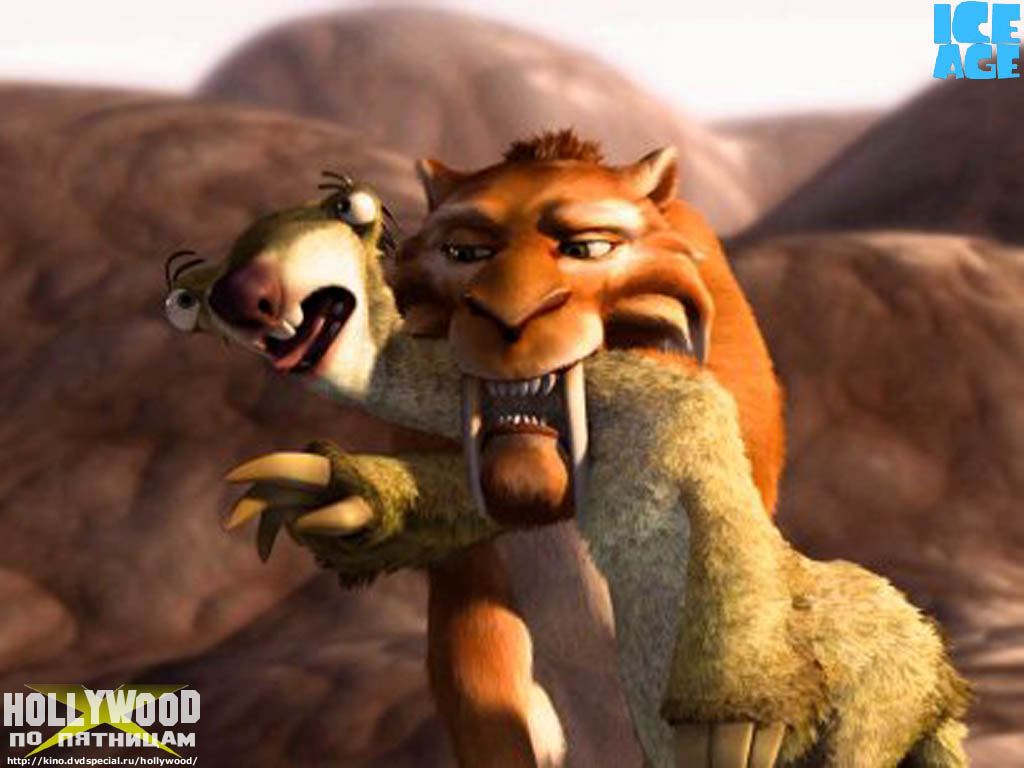 ICE
AGE
HOLLYWOOD
ПО ПЯТНИЦАМ
http://kino.dvdspecial.ru/hollywood/